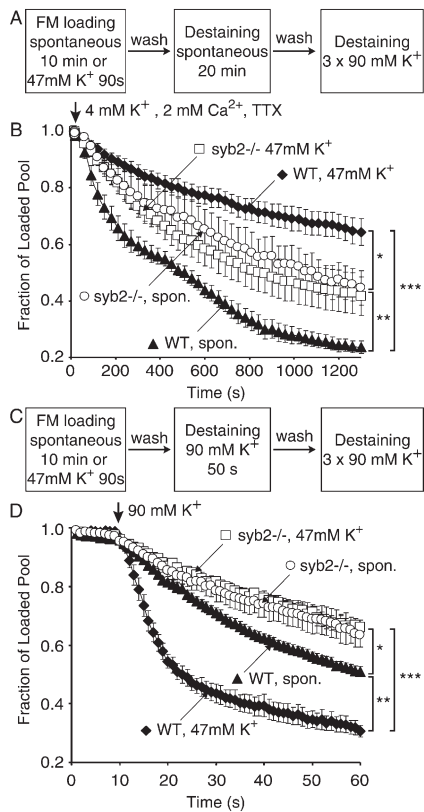 A
FM loading
spontaneous
10 min or
47mM K+ 90s
wash
Destaining
spontaneous
20 min
wash
Destaining
3 x 90 mM K+
4 mM K+ , 2 mM Ca2+, TTX
B
Fraction of Loaded Pool
1.0
0.8
0.6
0.4
0.2
syb2-/- 47mM K+
WT, 47mM K+
syb2-/-, spon.
WT, spon.
*
**
***
0 200 400 600 800 1000 1200
Time (s)
C
FM loading
spontaneous
10 min or
47mM K+ 90s
wash
Destaining
90 mM K+
50 s
wash
Destaining
3 x 90 mM K+
D
90 mM K+
Fraction of Loaded Pool
1.0
0.8
0.6
0.4
0.2
syb2-/-, 47mM K+
syb2-/-, spon.
WT, spon.
WT, 47mM K+
*
**
***
0 10 20 30 40 50 60
Time (s)